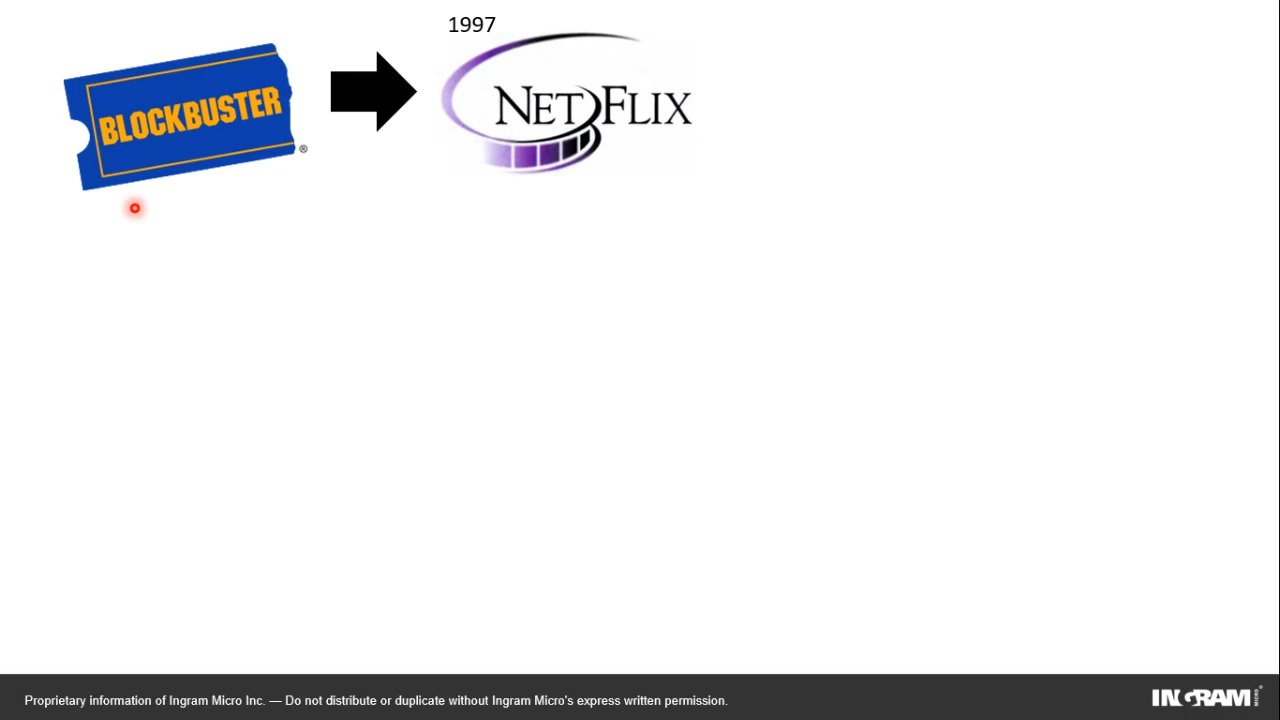 1997
BLOCKBUSTER
®
NETFLIX
Proprietary information of Ingram Micro Inc. — Do not distribute or duplicate without Ingram Micro's express written permission.
INGRAM MICRO ®